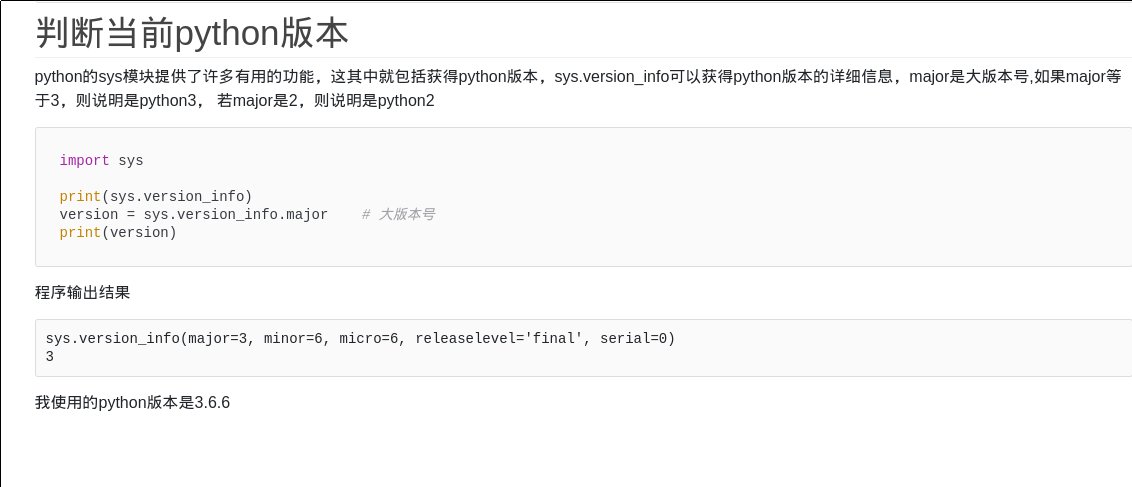 判断当前python版本
python的sys模块提供了许多有用的功能，这其中就包括获得python版本，sys.version_info可以获得python版本的详细信息，major是大版本号,如果major等
于3，则说明是python3， 若major是2，则说明是python2
import sys
print(sys.version_info)
version = sys.version_info.major    # 大版本号
print(version)
程序输出结果
sys.version_info(major=3, minor=6, micro=6, releaselevel='final', serial=0)
3
我使用的python版本是3.6.6